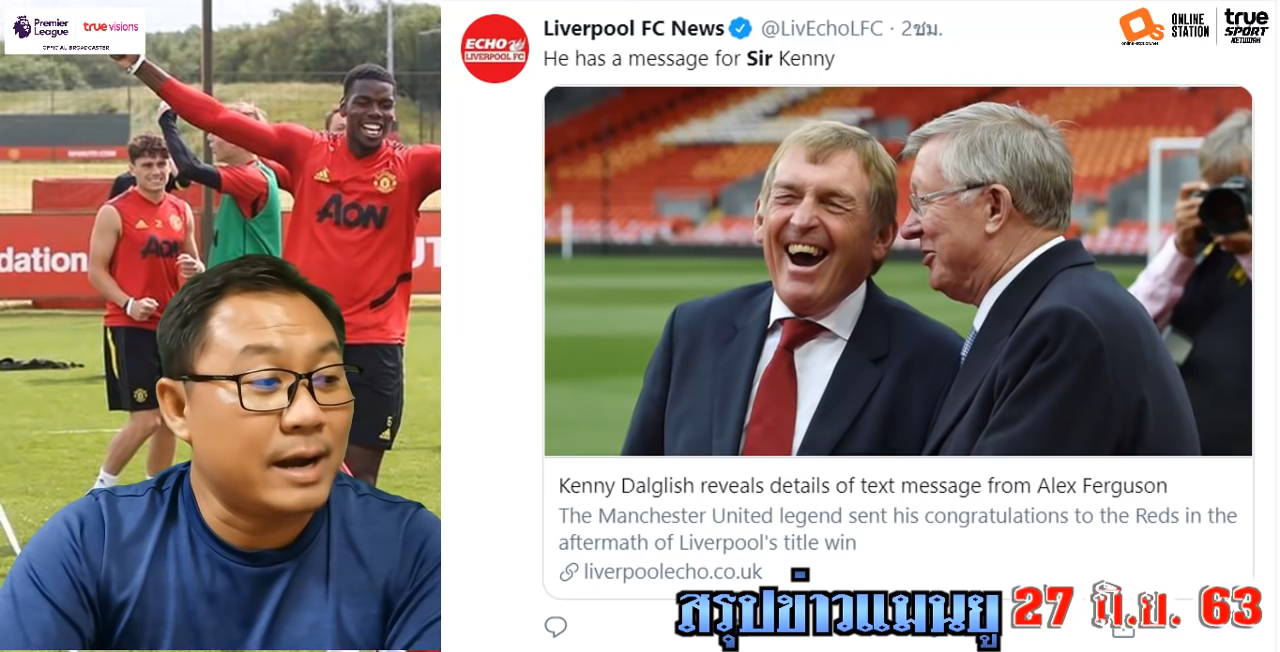 Premier League
true visions
OFFICIAL BROADCASTER
AON
AON
dation
UT
ECHO
LIVERPOOL FC
Liverpool FC News @LivEchoLFC · 2ชม.
He has a message for Sir Kenny
ONLINE STATION
true SPORT NETWORK
Kenny Dalglish reveals details of text message from Alex Ferguson
The Manchester United legend sent his congratulations to the Reds in the
aftermath of Liverpool's title win
liverpoolecho.co.uk
สรุปข่าวแมนยู 27 มิ.ย. 63